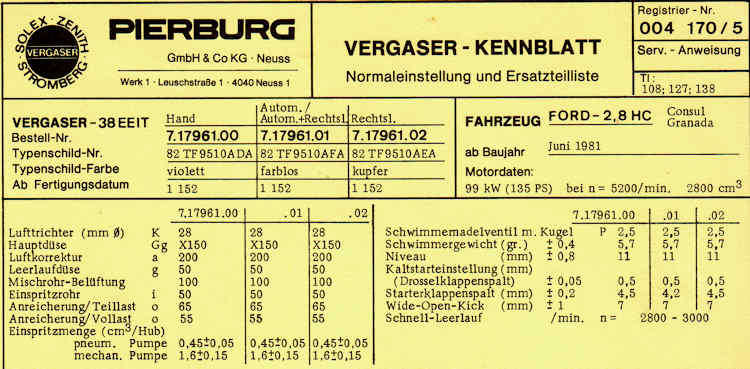 SOLEX · ZENITH
VERGASER
STROMBERG
PIERBURG
GmbH & Co KG · Neuss
Werk 1 · Leuschstraße 1 · 4040 Neuss 1
VERGASER - KENNBLATT
Normaleinstellung und Ersatzteilliste
Registrier - Nr.
004 170/5
Serv. - Anweisung
TI :
108; 127; 138
VERGASER - 38 EEIT
Hand
Autom./
Autom.+Rechtsl.
Rechtsl.
Bestell-Nr. 7.17961.00 7.17961.01 7.17961.02
Typenschild-Nr. 82 TF9510ADA 82 TF9510AFA 82 TF9510AEA
Typenschild-Farbe violett farblos kupfer
Ab Fertigungsdatum 1 152 1 152 1 152
FAHRZEUG FORD-2,8 HC Consul
Granada
ab Baujahr Juni 1981
Motordaten:
99 kW (135 PS) bei n = 5200/min. 2800 cm³
7.17961.00 .01 .02
Lufttrichter (mm Ø) K 28 28 28
Hauptdüse Gg X150 X150 X150
Luftkorrektur a 200 200 200
Leerlaufdüse g 50 50 50
Mischrohr-Belüftung 100 100 100
Einspritzrohr i 50 50 50
Anreicherung/Teillast o 65 65 65
Anreicherung/Vollast o 55 55 55
Einspritzmenge (cm³/Hub)
pneum. Pumpe 0,45±0,05 0,45±0,05 0,45±0,05
mechan. Pumpe 1,6±0,15 1,6±0,15 1,6±0,15
7.17961.00 .01 .02
Schwimmernadelventil m. Kugel P 2,5 2,5 2,5
Schwimmergewicht (gr.) ± 0,4 5,7 5,7 5,7
Niveau (mm) ± 0,8 11 11 11
Kaltstarteinstellung (mm)
(Drosselklappenspalt) ± 0,05 0,5 0,5 0,5
Starterklappenspalt (mm) ± 0,2 4,5 4,2 4,5
Wide-Open-Kick (mm) ± 1 7 7 7
Schnell-Leerlauf /min. n = 2800 - 3000